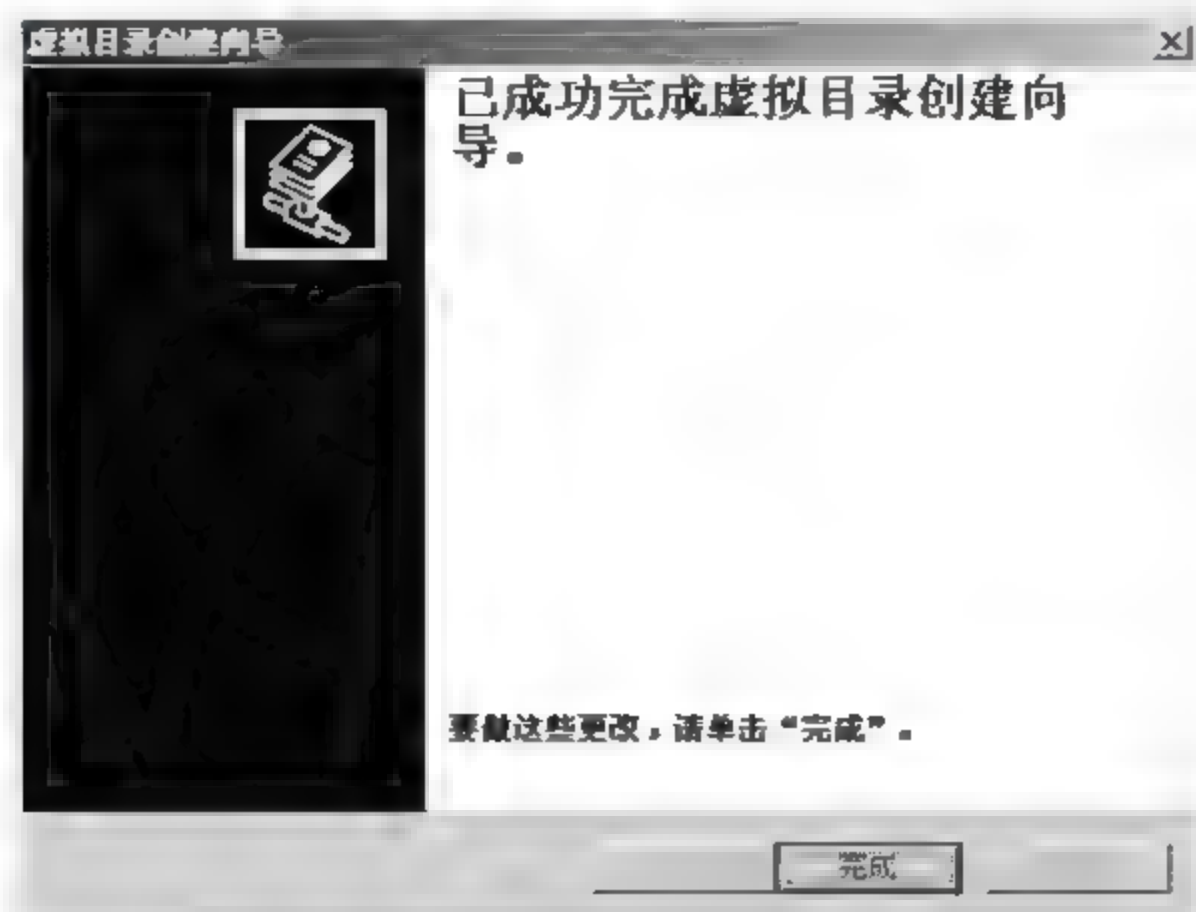 虚拟目录创建向导
已成功完成虚拟目录创建向
导。
要做这些更改，请单击“完成”。
完成